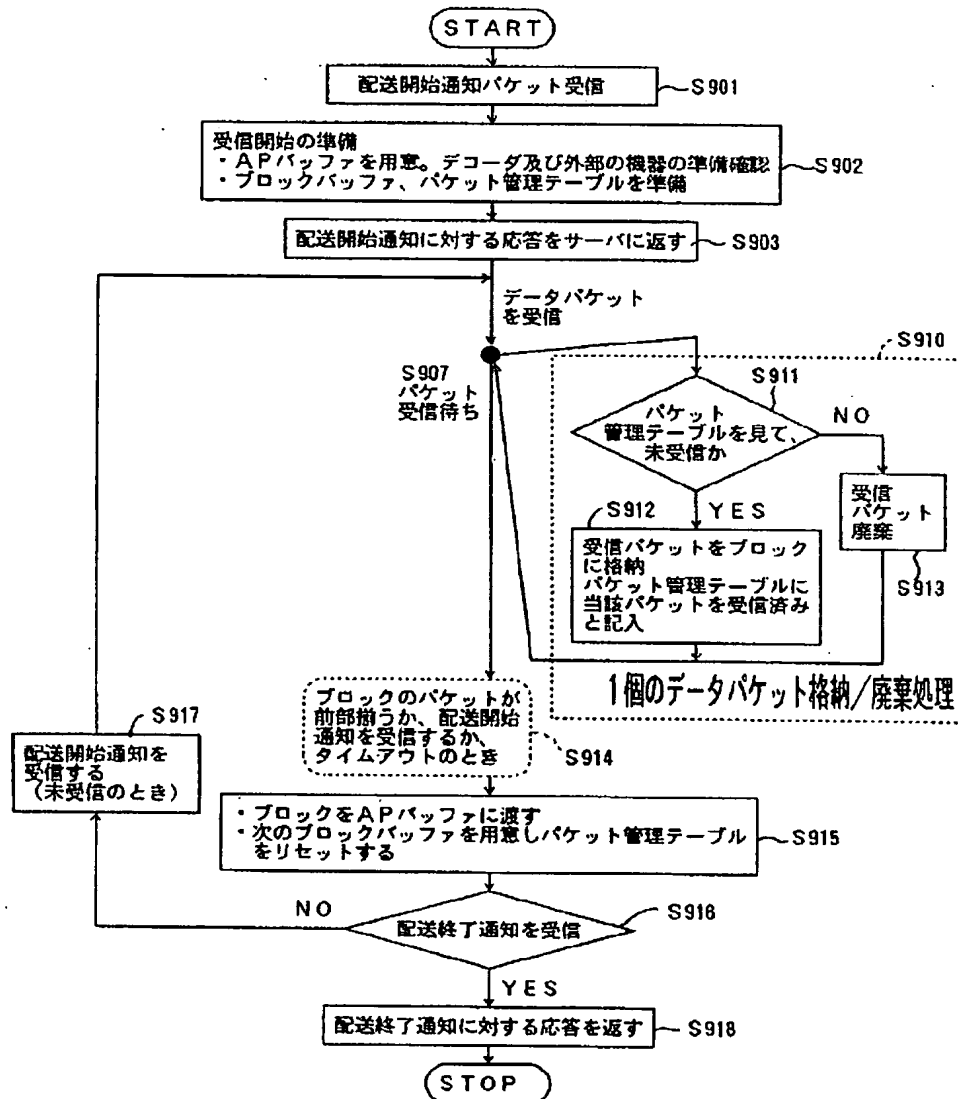 START
配送開始通知パケット受信
S901
受信開始の準備
・APバッファを用意。デコーダ及び外部の機器の準備確認
・ブロックバッファ、パケット管理テーブルを準備
S902
配送開始通知に対する応答をサーバに返す
S903
データパケット
を受信
S907
パケット
受信待ち
S910
S911
パケット
管理テーブルを見て、
未受信か
NO
YES
S912
受信パケットをブロック
に格納
パケット管理テーブルに
当該パケットを受信済み
と記入
受信
パケット
廃棄
S913
1個のデータパケット格納/廃棄処理
ブロックのパケットが
前部揃うか、配送開始
通知を受信するか、
タイムアウトのとき
S914
S917
配送開始通知を
受信する
(未受信のとき)
・ブロックをAPバッファに渡す
・次のブロックバッファを用意しパケット管理テーブル
をリセットする
S915
NO
配送終了通知を受信
S916
YES
配送終了通知に対する応答を返す
S918
STOP